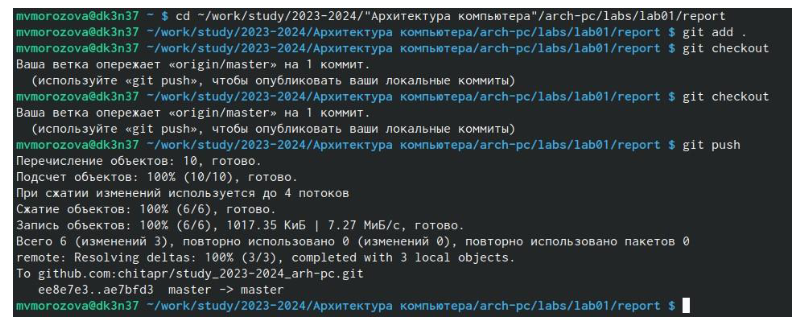 mvmorozova@dk3n37 ~ $ cd ~/work/study/2023-2024/"Архитектура компьютера"/arch-pc/labs/lab01/report
mvmorozova@dk3n37 ~/work/study/2023-2024/Архитектура компьютера/arch-pc/labs/lab01/report $ git add .
mvmorozova@dk3n37 ~/work/study/2023-2024/Архитектура компьютера/arch-pc/labs/lab01/report $ git checkout
Ваша ветка опережает «origin/master» на 1 коммит.
(используйте «git push», чтобы опубликовать ваши локальные коммиты)
mvmorozova@dk3n37 ~/work/study/2023-2024/Архитектура компьютера/arch-pc/labs/lab01/report $ git checkout
Ваша ветка опережает «origin/master» на 1 коммит.
(используйте «git push», чтобы опубликовать ваши локальные коммиты)
mvmorozova@dk3n37 ~/work/study/2023-2024/Архитектура компьютера/arch-pc/labs/lab01/report $ git push
Перечисление объектов: 10, готово.
Подсчет объектов: 100% (10/10), готово.
При сжатии изменений используется до 4 потоков
Сжатие объектов: 100% (6/6), готово.
Запись объектов: 100% (6/6), 1017.35 КиБ | 7.27 МиБ/с, готово.
Всего 6 (изменений 3), повторно использовано 0 (изменений 0), повторно использовано пакетов 0
remote: Resolving deltas: 100% (3/3), completed with 3 local objects.
To github.com:chitapr/study_2023-2024_arh-pc.git
ee8e7e3..ae7bfd3 master -> master
mvmorozova@dk3n37 ~/work/study/2023-2024/Архитектура компьютера/arch-pc/labs/lab01/report $